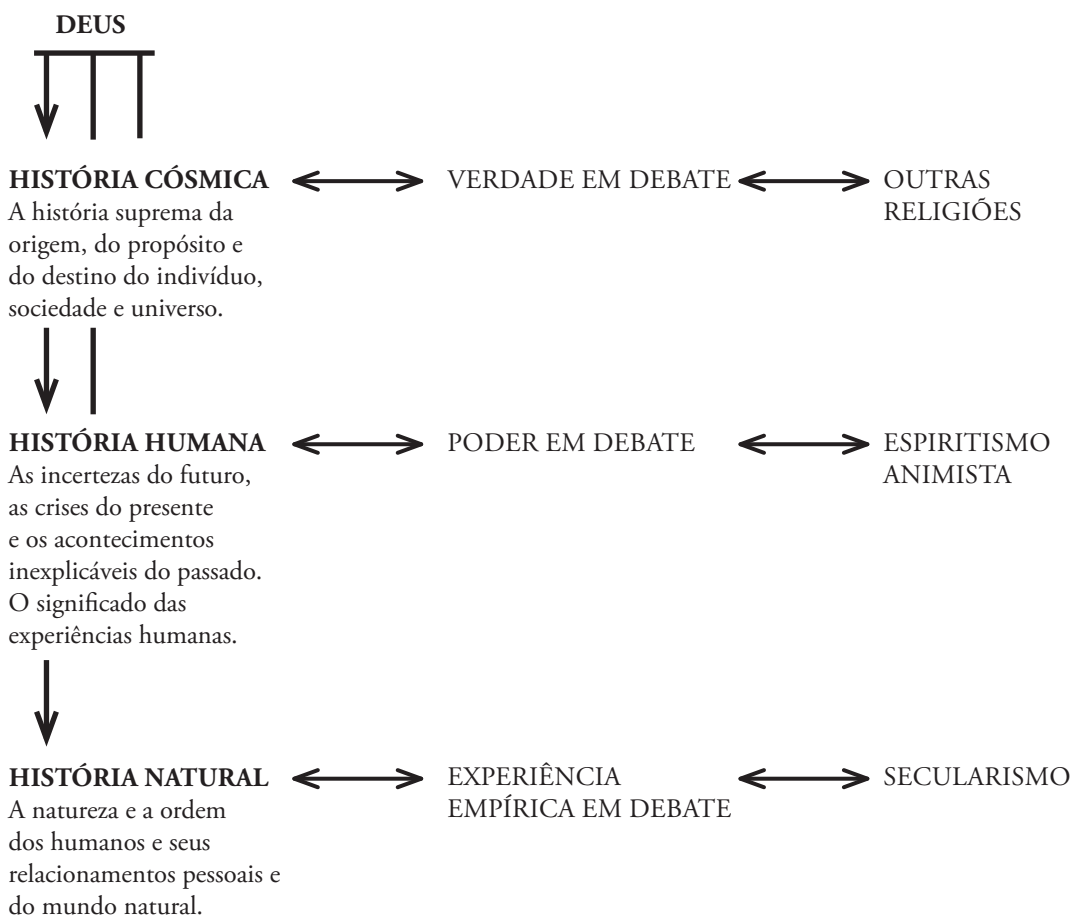 DEUS
HISTÓRIA CÓSMICA
A história suprema da
origem, do propósito e
do destino do indivíduo,
sociedade e universo.
VERDADE EM DEBATE
OUTRAS
RELIGIÕES
HISTÓRIA HUMANA
As incertezas do futuro,
as crises do presente
e os acontecimentos
inexplicáveis do passado.
O significado das
experiências humanas.
PODER EM DEBATE
ESPIRITISMO
ANIMISTA
HISTÓRIA NATURAL
A natureza e a ordem
dos humanos e seus
relacionamentos pessoais e
do mundo natural.
EXPERIÊNCIA
EMPÍRICA EM DEBATE
SECULARISMO